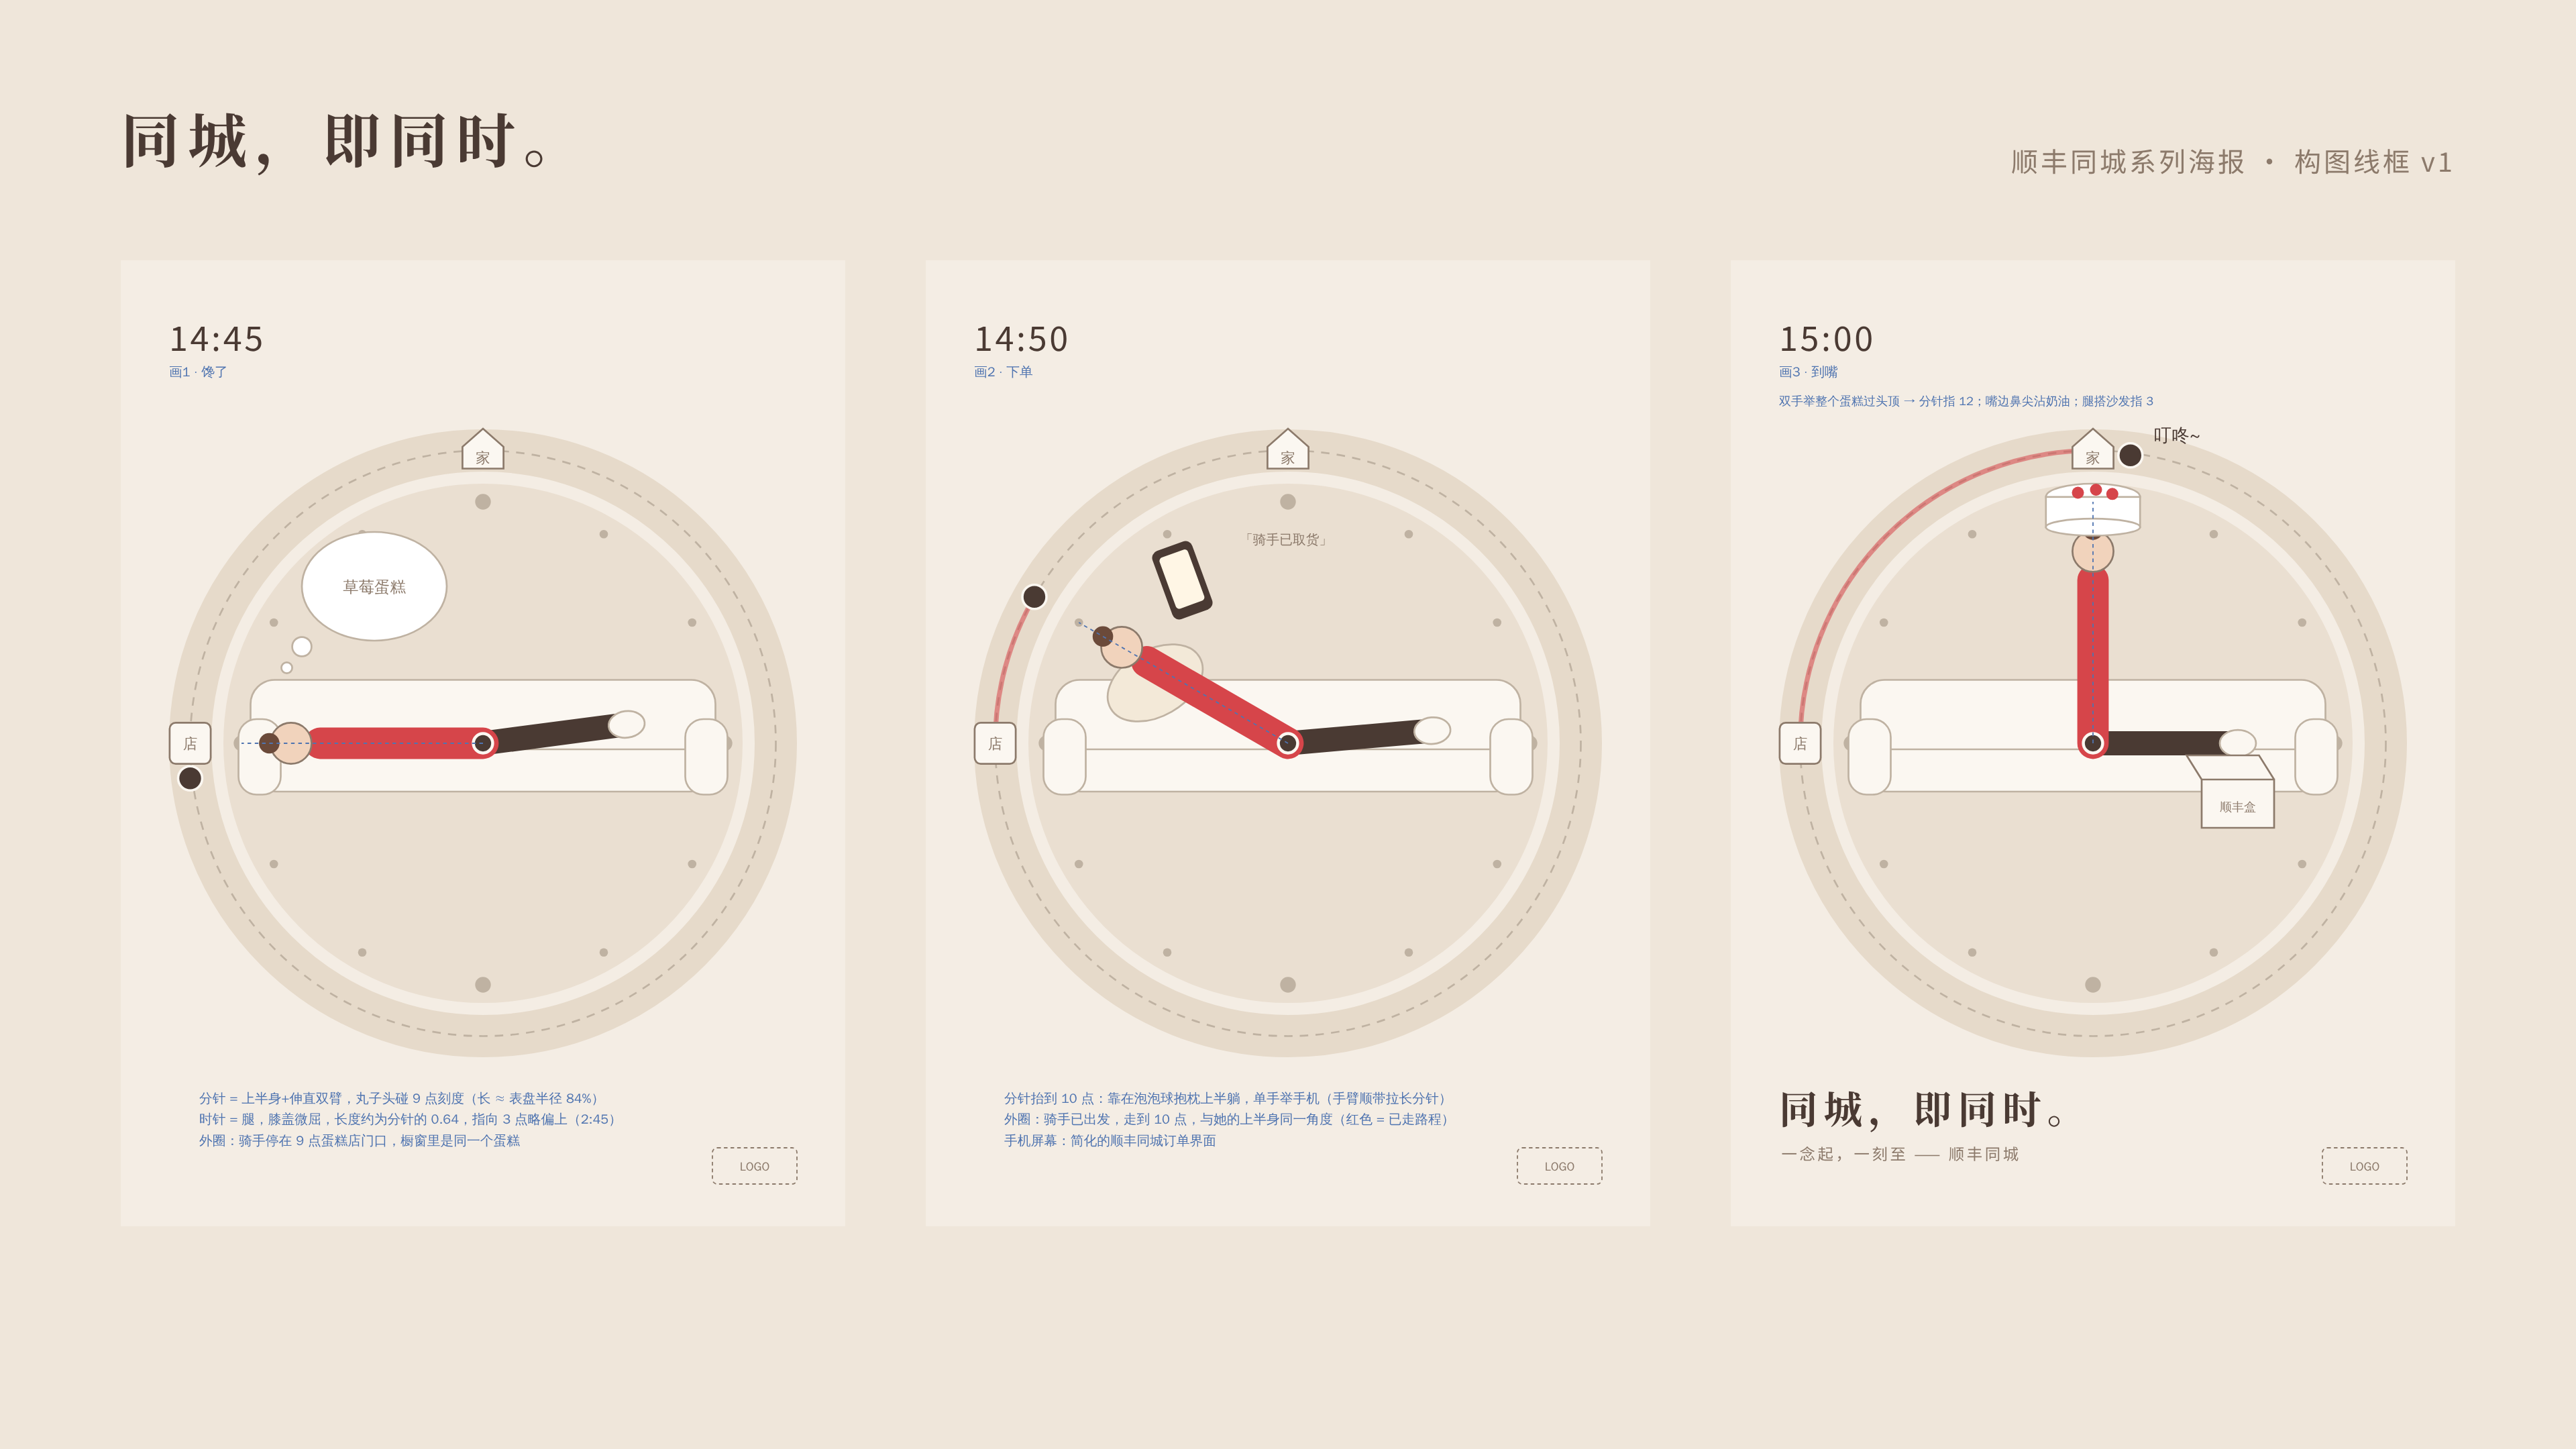 同城，即同时。
顺丰同城系列海报 · 构图线框 v1
14:45
画1 · 馋了
家
草莓蛋糕
店
分针 = 上半身+伸直双臂，丸子头碰 9 点刻度（长 ≈ 表盘半径 84%）
时针 = 腿，膝盖微屈，长度约为分针的 0.64，指向 3 点略偏上（2:45）
外圈：骑手停在 9 点蛋糕店门口，橱窗里是同一个蛋糕
LOGO
14:50
画2 · 下单
家
「骑手已取货」
店
分针抬到 10 点：靠在泡泡球抱枕上半躺，单手举手机（手臂顺带拉长分针）
外圈：骑手已出发，走到 10 点，与她的上半身同一角度（红色 = 已走路程）
手机屏幕：简化的顺丰同城订单界面
LOGO
15:00
画3 · 到嘴
双手举整个蛋糕过头顶 → 分针指 12；嘴边鼻尖沾奶油；腿搭沙发指 3
叮咚~
家
店
顺丰盒
同城，即同时。
一念起，一刻至 —— 顺丰同城
LOGO